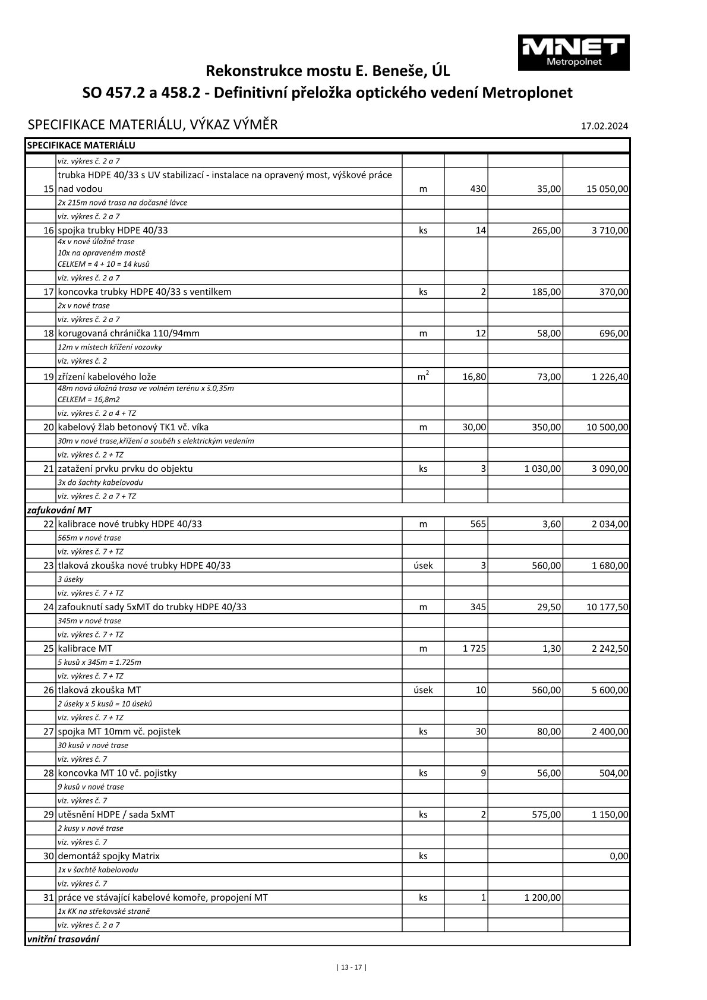 MNET
Metropolnet
Rekonstrukce mostu E. Beneše, ÚL
SO 457.2 a 458.2 - Definitivní přeložka optického vedení Metroplonet
SPECIFIKACE MATERIÁLU, VÝKAZ VÝMĚR 17.02.2024
SPECIFIKACE MATERIÁLU
viz. výkres č. 2 a 7
trubka HDPE 40/33 s UV stabilizací - instalace na opravený most, výškové práce
15 nad vodou m 430 35,00 15 050,00
2x 215m nová trasa na dočasné lávce
viz. výkres č. 2 a 7
16 spojka trubky HDPE 40/33 ks 14 265,00 3 710,00
4x v nové úložné trase
10x na opraveném mostě
CELKEM = 4 + 10 = 14 kusů
viz. výkres č. 2 a 7
17 koncovka trubky HDPE 40/33 s ventilkem ks 2 185,00 370,00
2x v nové trase
viz. výkres č. 2 a 7
18 korugovaná chránička 110/94mm m 12 58,00 696,00
12m v místech křížení vozovky
viz. výkres č. 2
19 zřízení kabelového lože m2 16,80 73,00 1 226,40
48m nová úložná trasa ve volném terénu x š.0,35m
CELKEM = 16,8m2
viz. výkres č. 2 a 4 + TZ
20 kabelový žlab betonový TK1 vč. víka m 30,00 350,00 10 500,00
30m v nové trase,křížení a souběh s elektrickým vedením
viz. výkres č. 2 + TZ
21 zatažení prvku prvku do objektu ks 3 1 030,00 3 090,00
3x do šachty kabelovodu
viz. výkres č. 2 a 7 + TZ
zafukování MT
22 kalibrace nové trubky HDPE 40/33 m 565 3,60 2 034,00
565m v nové trase
viz. výkres č. 7 + TZ
23 tlaková zkouška nové trubky HDPE 40/33 úsek 3 560,00 1 680,00
3 úseky
viz. výkres č. 7 + TZ
24 zafouknutí sady 5xMT do trubky HDPE 40/33 m 345 29,50 10 177,50
345m v nové trase
viz. výkres č. 7 + TZ
25 kalibrace MT m 1 725 1,30 2 242,50
5 kusů x 345m = 1.725m
viz. výkres č. 7 + TZ
26 tlaková zkouška MT úsek 10 560,00 5 600,00
2 úseky x 5 kusů = 10 úseků
viz. výkres č. 7 + TZ
27 spojka MT 10mm vč. pojistek ks 30 80,00 2 400,00
30 kusů v nové trase
viz. výkres č. 7
28 koncovka MT 10 vč. pojistky ks 9 56,00 504,00
9 kusů v nové trase
viz. výkres č. 7
29 utěsnění HDPE / sada 5xMT ks 2 575,00 1 150,00
2 kusy v nové trase
viz. výkres č. 7
30 demontáž spojky Matrix ks 0,00
1x v šachtě kabelovodu
viz. výkres č. 7
31 práce ve stávající kabelové komoře, propojení MT ks 1 1 200,00
1x KK na střekovské straně
viz. výkres č. 2 a 7
vnitřní trasování
| 13 - 17 |